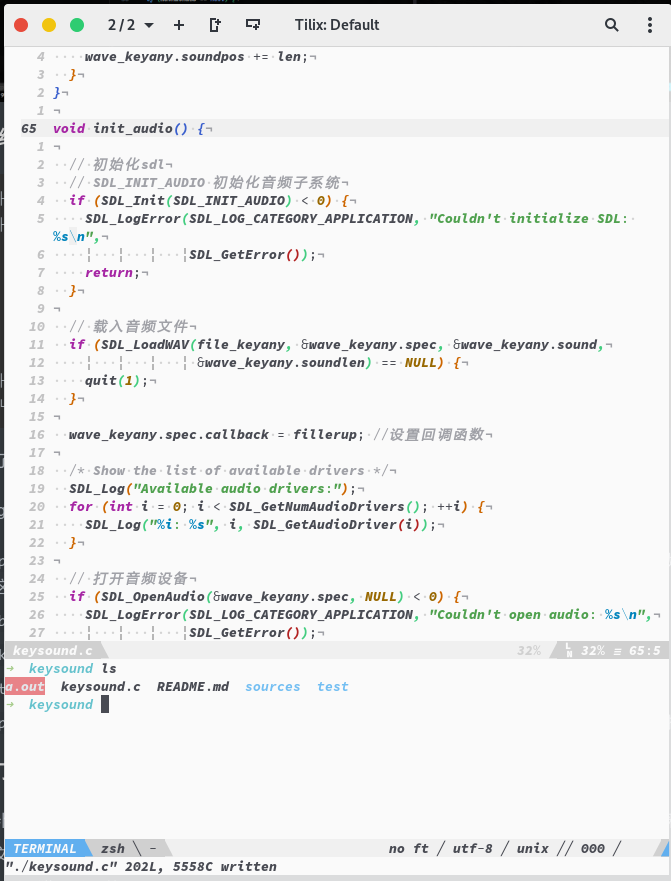 2 / 2 Tilix: Default
4 ····wave_keyany.soundpos += len;¬
3 ··}¬
2 }¬
1 ¬
65 void init_audio() {¬
1 ¬
2 ··//·初始化sdl¬
3 ··//·SDL_INIT_AUDIO·初始化音频子系统¬
4 ··if·(SDL_Init(SDL_INIT_AUDIO)·<·0)·{¬
5 ····SDL_LogError(SDL_LOG_CATEGORY_APPLICATION,·"Couldn't·initialize·SDL:·
%s\n",¬
6 ····¦···¦···¦···¦SDL_GetError());¬
7 ····return;¬
8 ··}¬
9 ¬
10 ··//·载入音频文件¬
11 ··if·(SDL_LoadWAV(file_keyany,·&wave_keyany.spec,·&wave_keyany.sound,¬
12 ····¦···¦···¦···¦·&wave_keyany.soundlen)·==·NULL)·{¬
13 ····quit(1);¬
14 ··}¬
15 ¬
16 ··wave_keyany.spec.callback·=·fillerup;·//设置回调函数¬
17 ¬
18 ··/*·Show·the·list·of·available·drivers·*/¬
19 ··SDL_Log("Available·audio·drivers:");¬
20 ··for·(int·i·=·0;·i·<·SDL_GetNumAudioDrivers();·++i)·{¬
21 ····SDL_Log("%i:·%s",·i,·SDL_GetAudioDriver(i));¬
22 ··}¬
23 ¬
24 ··//·打开音频设备¬
25 ··if·(SDL_OpenAudio(&wave_keyany.spec,·NULL)·<·0)·{¬
26 ····SDL_LogError(SDL_LOG_CATEGORY_APPLICATION,·"Couldn't·open·audio:·%s\n",¬
27 ····¦···¦···¦···¦SDL_GetError());¬
keysound.c 32% LN 32% ≡ 65:5
→ keysound ls
a.out keysound.c README.md sources test
→ keysound
TERMINAL zsh \ - no ft / utf-8 / unix // 000 /
"./keysound.c" 202L, 5558C written